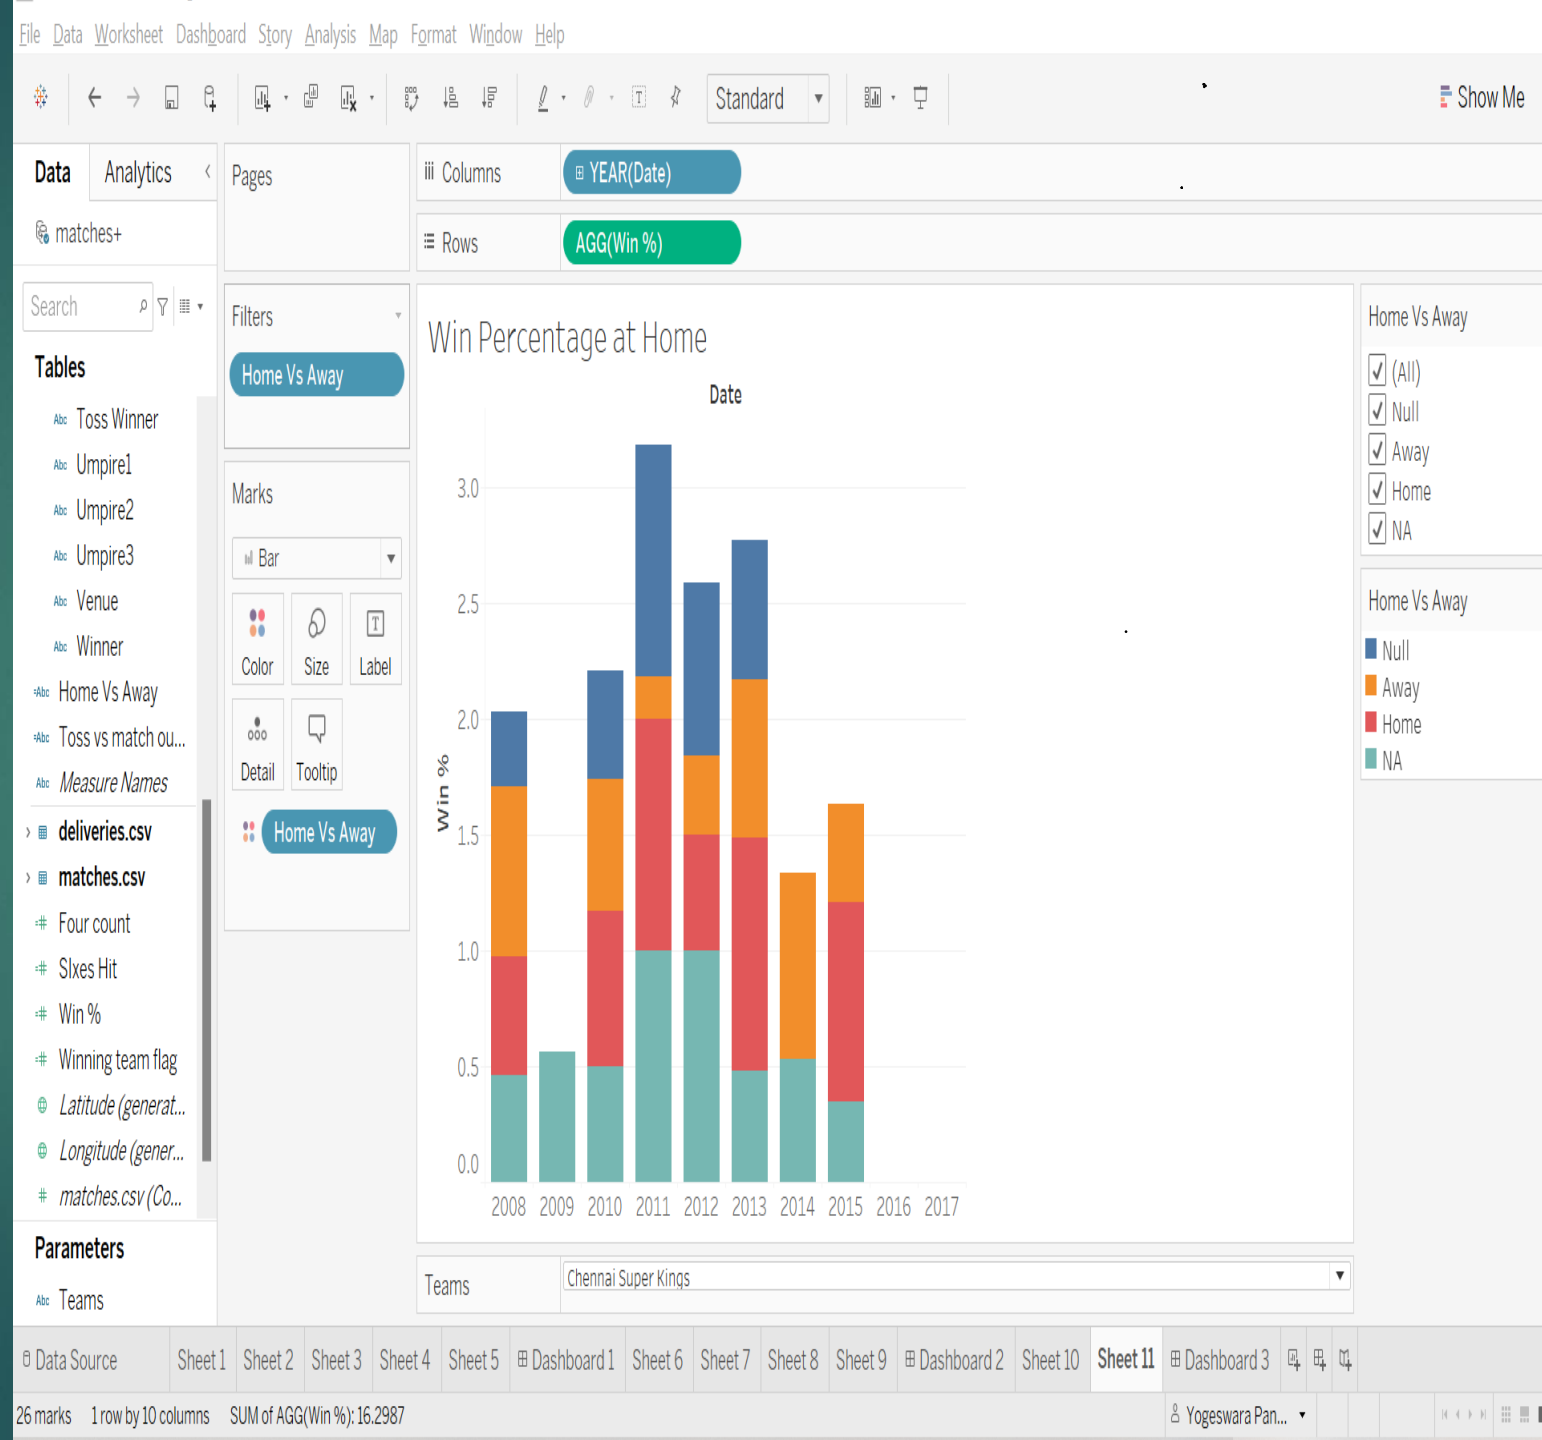 File Data Worksheet Dashboard Story Analysis Map Format Window Help
Standard
Show Me
Data Analytics
Pages
Columns
YEAR(Date)
Rows
AGG(Win %)
matches+
Search
Tables
Toss Winner
Umpire1
Umpire2
Umpire3
Venue
Winner
Home Vs Away
Toss vs match ou...
Measure Names
deliveries.csv
matches.csv
Four count
SIxes Hit
Win %
Winning team flag
Latitude (generat...
Longitude (gener...
matches.csv (Co...
Parameters
Teams
Filters
Home Vs Away
Marks
Bar
Color Size Label
Detail Tooltip
Home Vs Away
Win Percentage at Home
Date
Win %
3.0
2.5
2.0
1.5
1.0
0.5
0.0
2008 2009 2010 2011 2012 2013 2014 2015 2016 2017
Teams
Chennai Super Kings
Home Vs Away
(All)
Null
Away
Home
NA
Home Vs Away
Null
Away
Home
NA
Data Source Sheet 1 Sheet 2 Sheet 3 Sheet 4 Sheet 5 Dashboard 1 Sheet 6 Sheet 7 Sheet 8 Sheet 9 Dashboard 2 Sheet 10 Sheet 11 Dashboard 3
26 marks 1 row by 10 columns SUM of AGG(Win %): 16.2987
Yogeswara Pan...